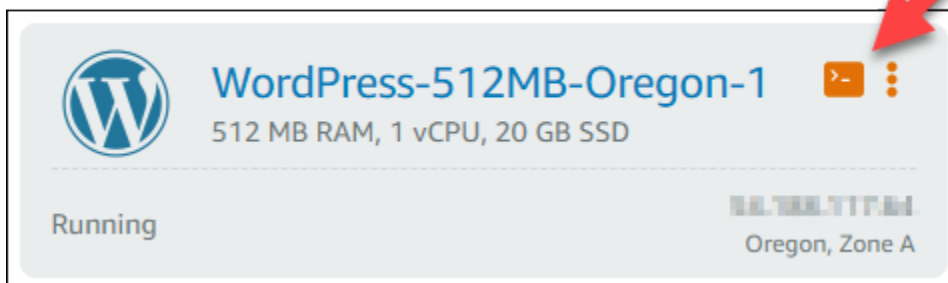 WordPress-512MB-Oregon-1
512 MB RAM, 1 vCPU, 20 GB SSD
Running
Oregon, Zone A